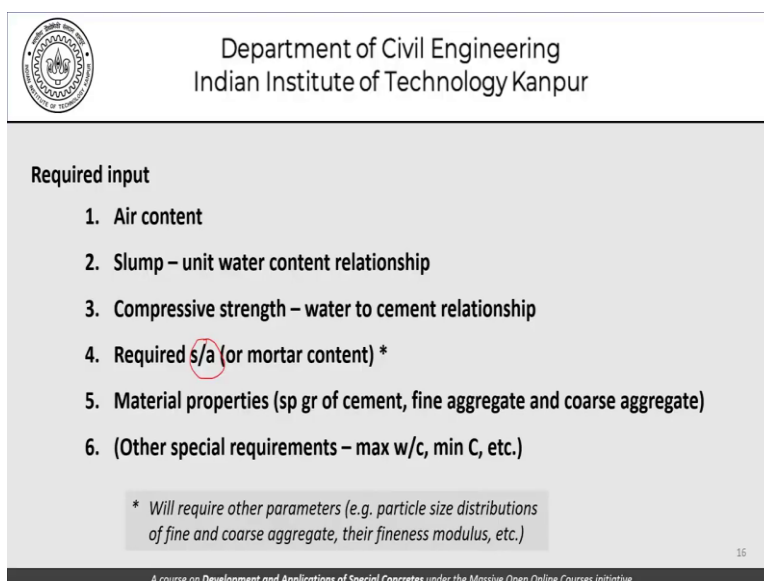 Department of Civil Engineering
Indian Institute of Technology Kanpur
Required input
1. Air content
2. Slump – unit water content relationship
3. Compressive strength – water to cement relationship
4. Required s/a (or mortar content) *
5. Material properties (sp gr of cement, fine aggregate and coarse aggregate)
6. (Other special requirements – max w/c, min C, etc.)
* Will require other parameters (e.g. particle size distributions
of fine and coarse aggregate, their fineness modulus, etc.)
16
A course on Development and Applications of Special Concretes under the Massive Open Online Courses initiative